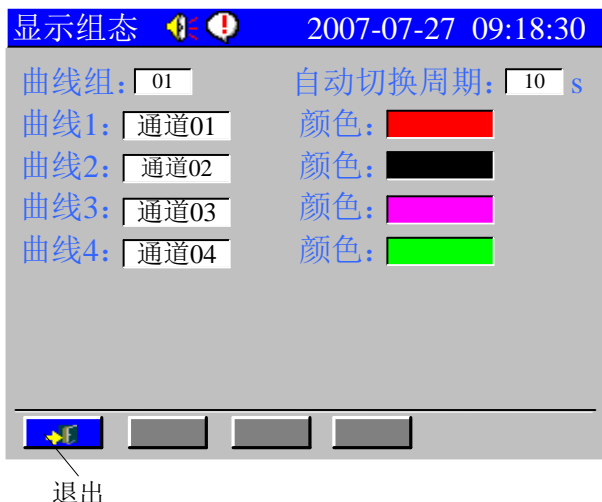 显示组态 2007-07-27 09:18:30
曲线组: 01 自动切换周期: 10 s
曲线1: 通道01 颜色:
曲线2: 通道02 颜色:
曲线3: 通道03 颜色:
曲线4: 通道04 颜色:
退出